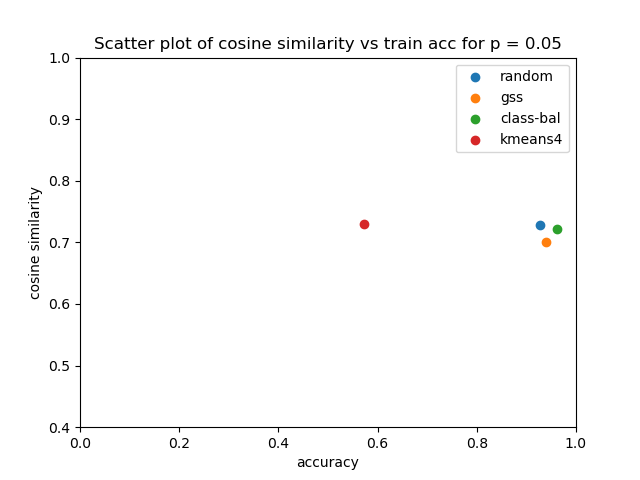 Scatter plot of cosine similarity vs train acc for p = 0.05
1.0
0.9
0.8
0.7
0.6
0.5
0.4
cosine similarity
random
gss
class-bal
kmeans4
0.0 0.2 0.4 0.6 0.8 1.0
accuracy